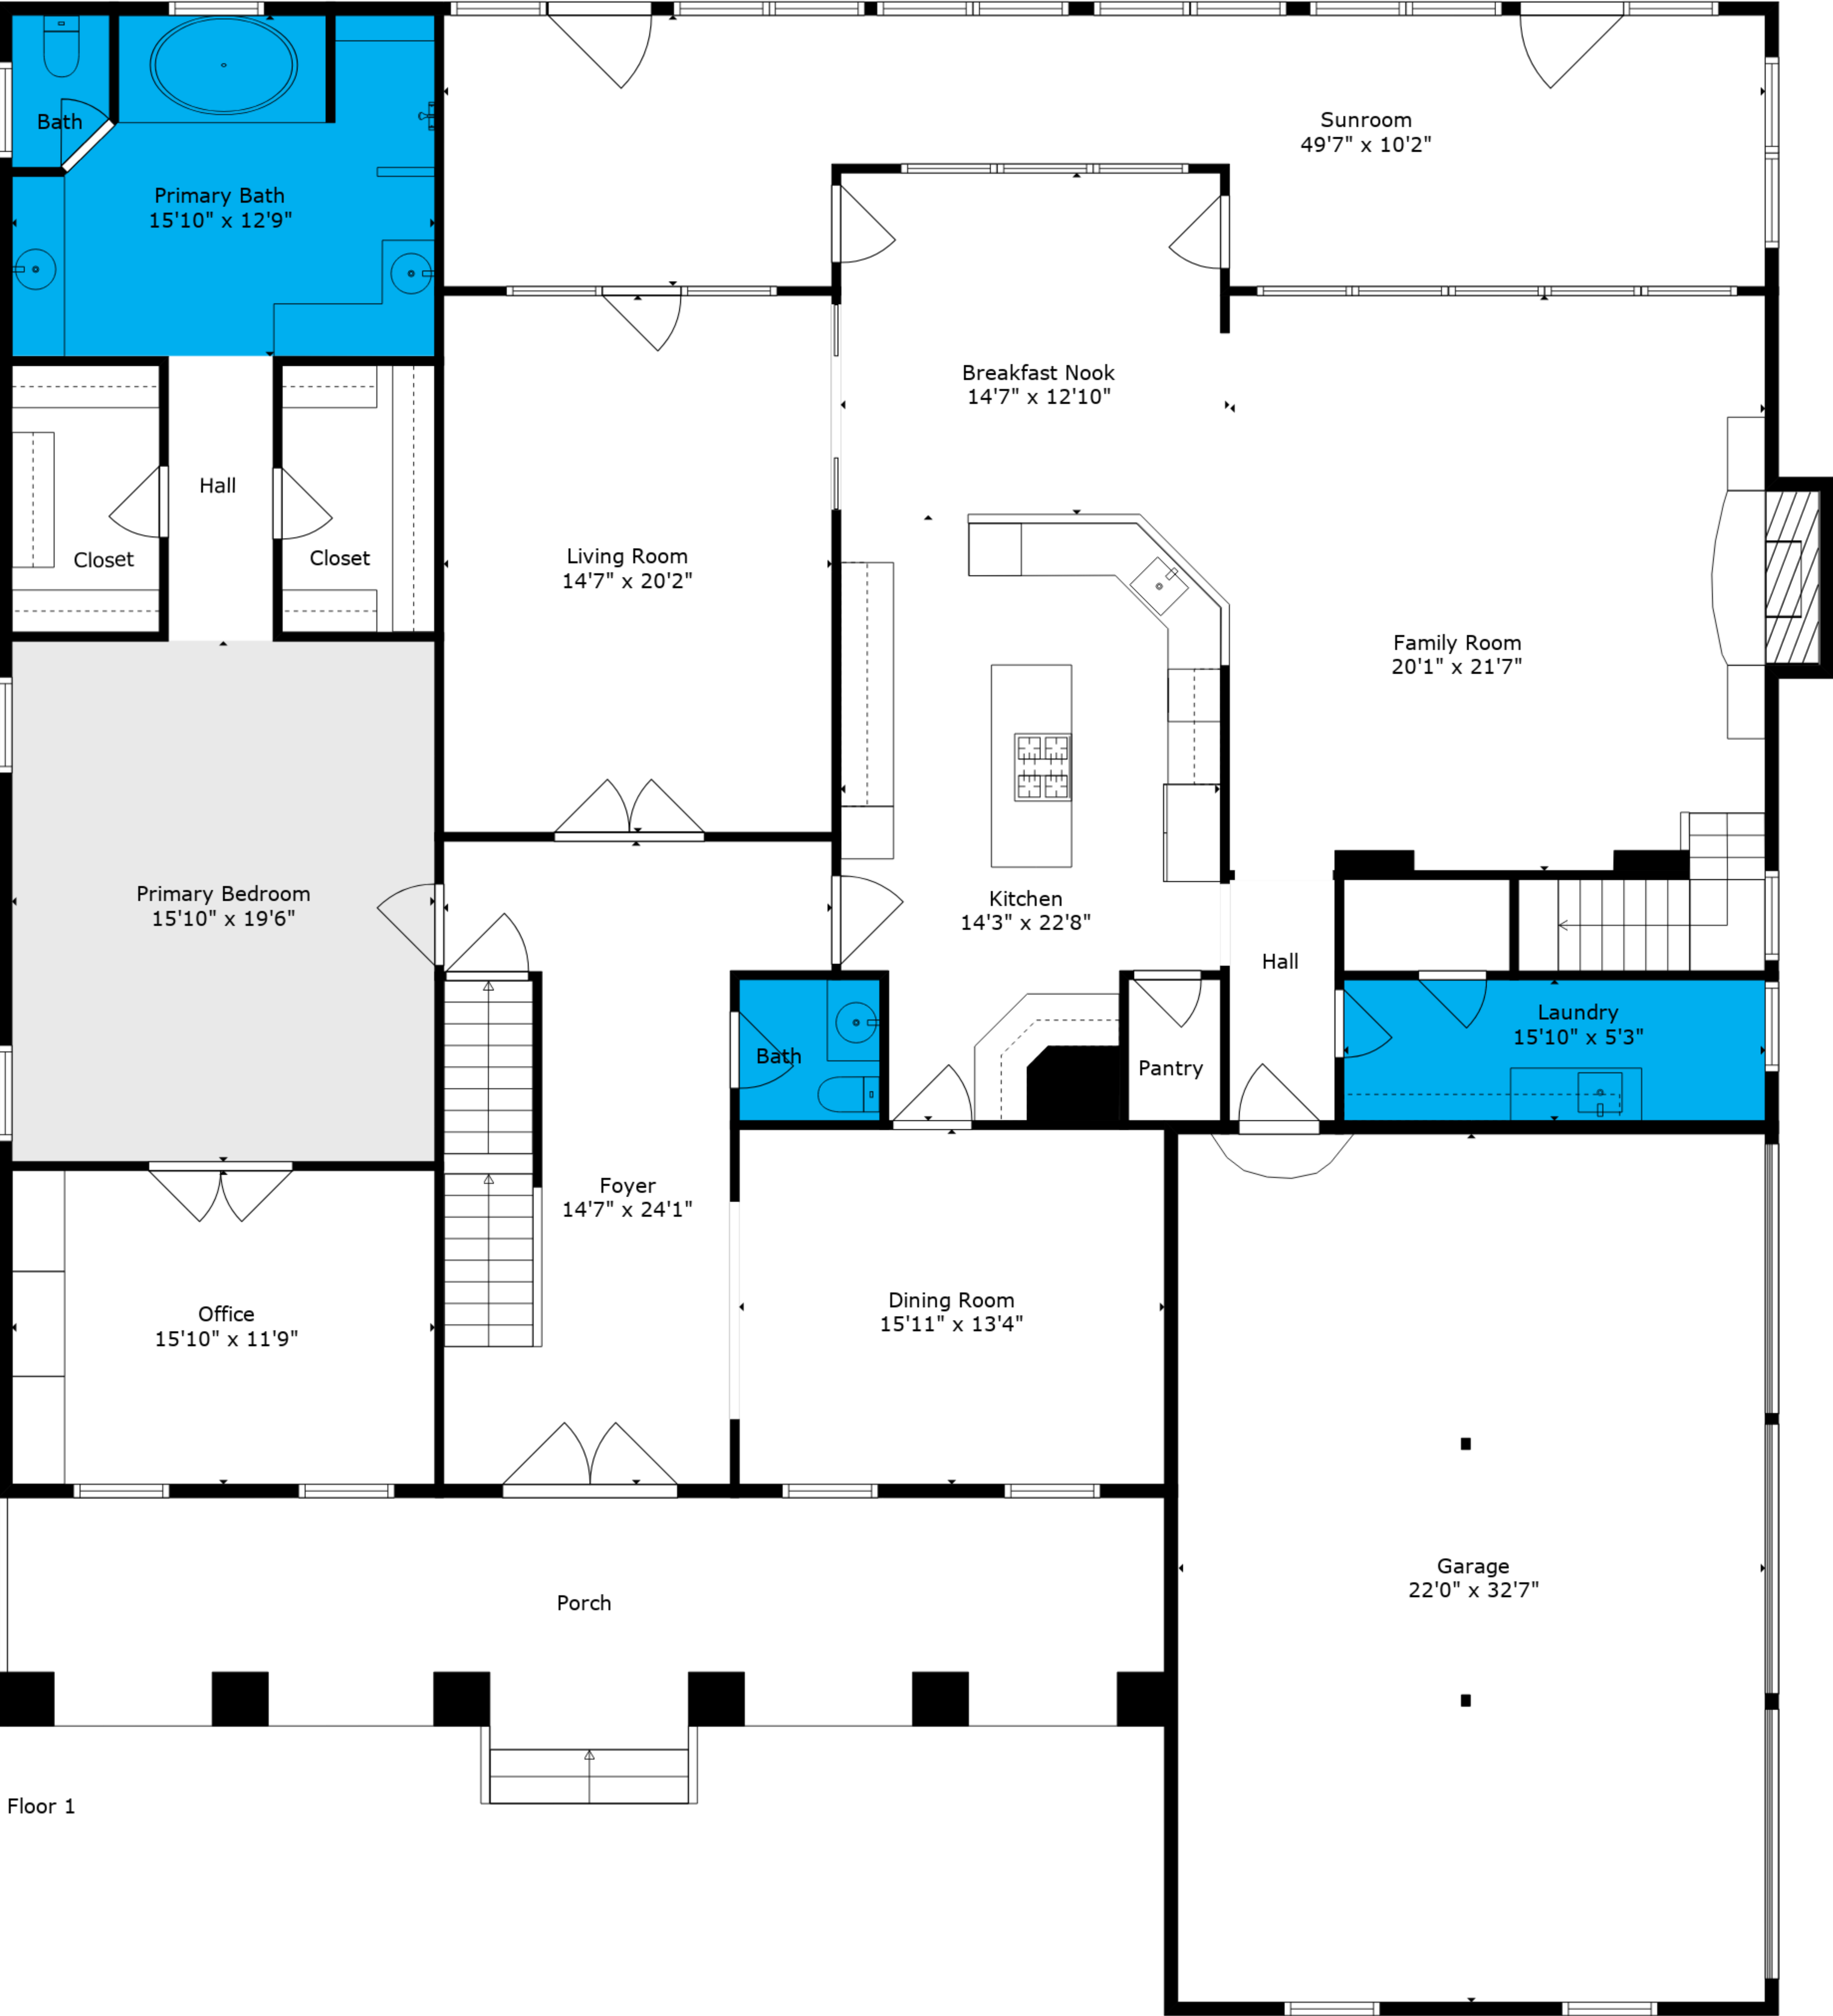 Bath
Primary Bath
15'10" x 12'9"
Sunroom
49'7" x 10'2"
Breakfast Nook
14'7" x 12'10"
Hall
Closet
Closet
Living Room
14'7" x 20'2"
Family Room
20'1" x 21'7"
Primary Bedroom
15'10" x 19'6"
Kitchen
14'3" x 22'8"
Hall
Laundry
15'10" x 5'3"
Bath
Pantry
Foyer
14'7" x 24'1"
Office
15'10" x 11'9"
Dining Room
15'11" x 13'4"
Garage
22'0" x 32'7"
Porch
Floor 1